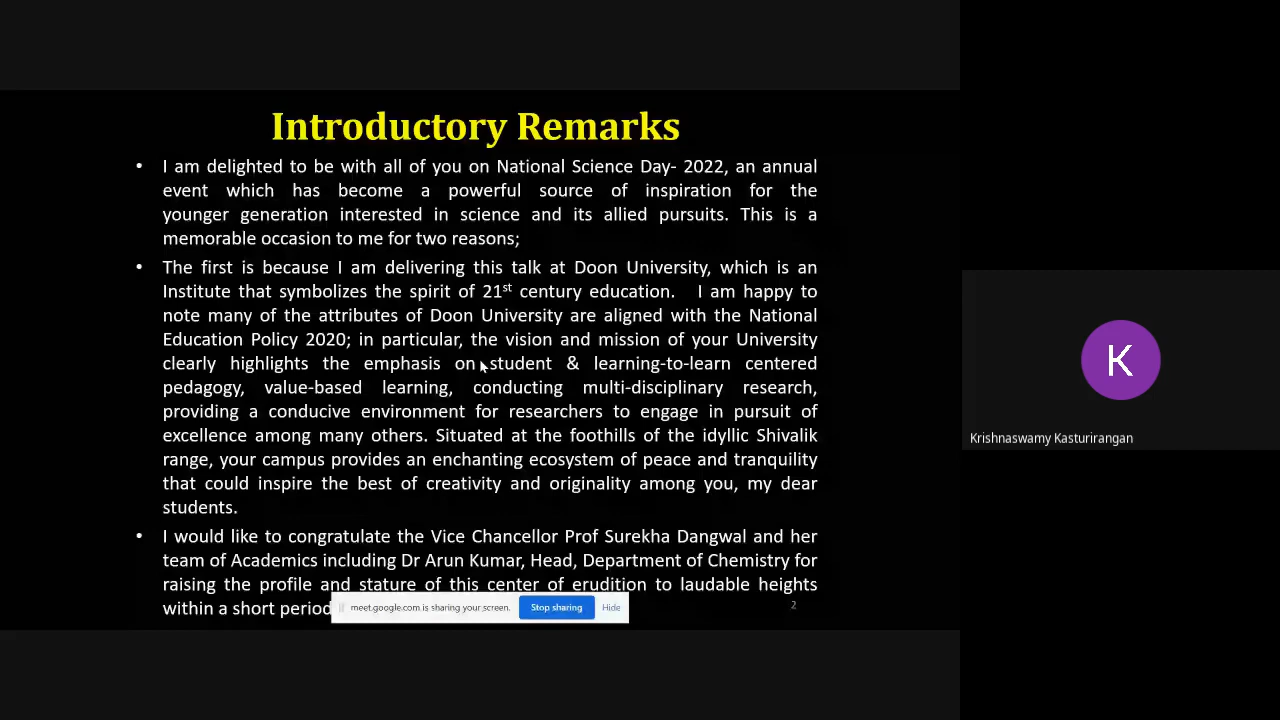 Introductory Remarks
• I am delighted to be with all of you on National Science Day- 2022, an annual
event which has become a powerful source of inspiration for the
younger generation interested in science and its allied pursuits. This is a
memorable occasion to me for two reasons;
• The first is because I am delivering this talk at Doon University, which is an
Institute that symbolizes the spirit of 21st century education. I am happy to
note many of the attributes of Doon University are aligned with the National
Education Policy 2020; in particular, the vision and mission of your University
clearly highlights the emphasis on student & learning-to-learn centered
pedagogy, value-based learning, conducting multi-disciplinary research,
providing a conducive environment for researchers to engage in pursuit of
excellence among many others. Situated at the foothills of the idyllic Shivalik
range, your campus provides an enchanting ecosystem of peace and tranquility
that could inspire the best of creativity and originality among you, my dear
students.
• I would like to congratulate the Vice Chancellor Prof Surekha Dangwal and her
team of Academics including Dr Arun Kumar, Head, Department of Chemistry for
raising the profile and stature of this center of erudition to laudable heights
within a short period
meet.google.com is sharing your screen. Stop sharing Hide
2
K
Krishnaswamy Kasturirangan